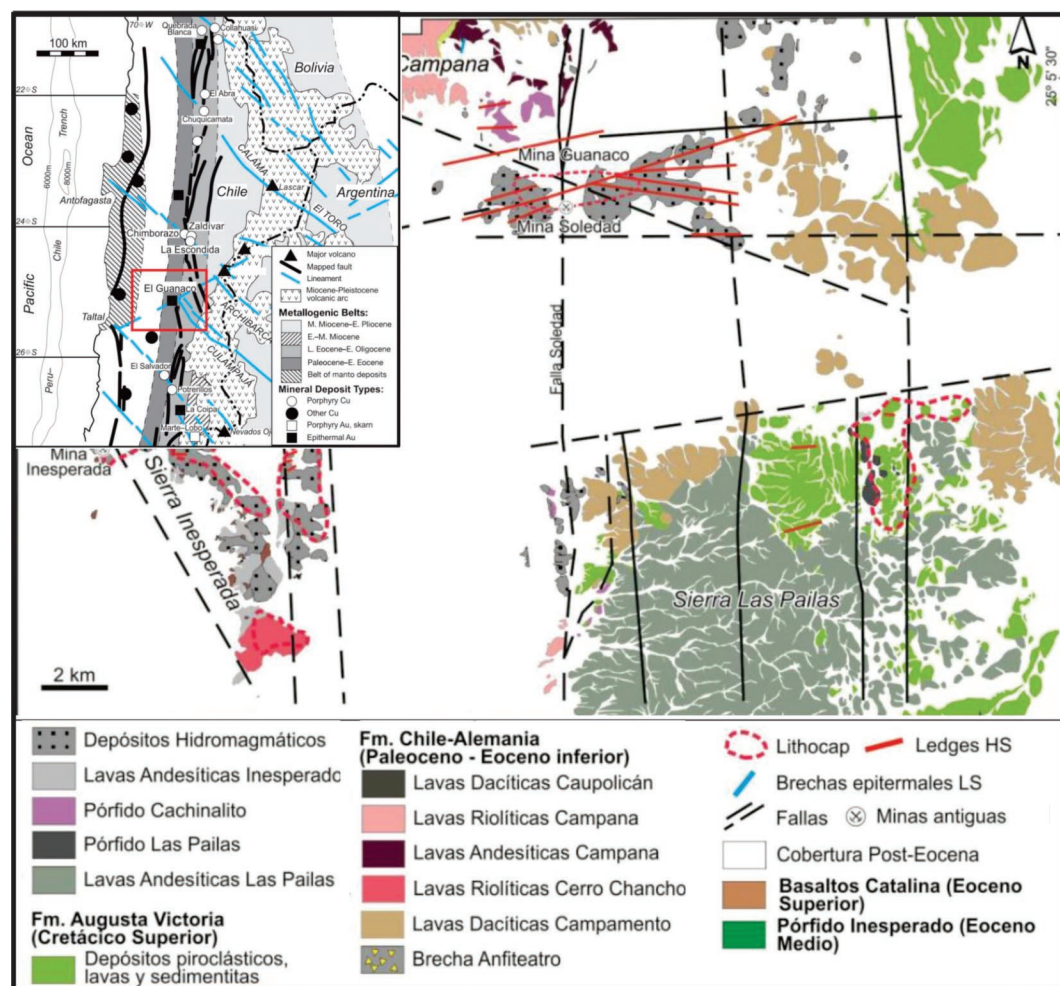 100 km
70° W
Quebrada
Blanca
Collahuasi
Bolivia
22° S
El Abra
Chuquicamata
Trench
Ocean
6000m
8000m
CALAMA
Chile
Lascar
Argentina
Antofagasta
EL TORO
24° S
Chile
Chimborazo
Zaldívar
La Escondida
El Guanaco
ARCHIBARCA
Pacific
Taltal
CULAMPAJÁ
26° S
El Salvador
Potrerillos
Peru-
La Coipa
Marte-Lobo
Nevados Oj
Major volcano
Mapped fault
Lineament
Miocene-Pleistocene
volcanic arc
Metallogenic Belts:
M. Miocene–E. Pliocene
E.–M. Miocene
L. Eocene–E. Oligocene
Paleocene–E. Eocene
Belt of manto deposits
Mineral Deposit Types:
Porphyry Cu
Other Cu
Porphyry Au, skarn
Epithermal Au
Campana
N
25° 5' 30"
Mina Guanaco
Mina Soledad
Falla Soledad
Mina
Inesperada
Sierra Inesperada
Sierra Las Pailas
2 km
Depósitos Hidromagmáticos
Lavas Andesíticas Inesperado
Pórfido Cachinalito
Pórfido Las Pailas
Lavas Andesíticas Las Pailas
Fm. Augusta Victoria
(Cretácico Superior)
Depósitos piroclásticos,
lavas y sedimentitas
Fm. Chile-Alemania
(Paleoceno - Eoceno inferior)
Lavas Dacíticas Caupolicán
Lavas Riolíticas Campana
Lavas Andesíticas Campana
Lavas Riolíticas Cerro Chancho
Lavas Dacíticas Campamento
Brecha Anfiteatro
Lithocap
Ledges HS
Brechas epitermales LS
Fallas
Minas antiguas
Cobertura Post-Eocena
Basaltos Catalina (Eoceno
Superior)
Pórfido Inesperado (Eoceno
Medio)